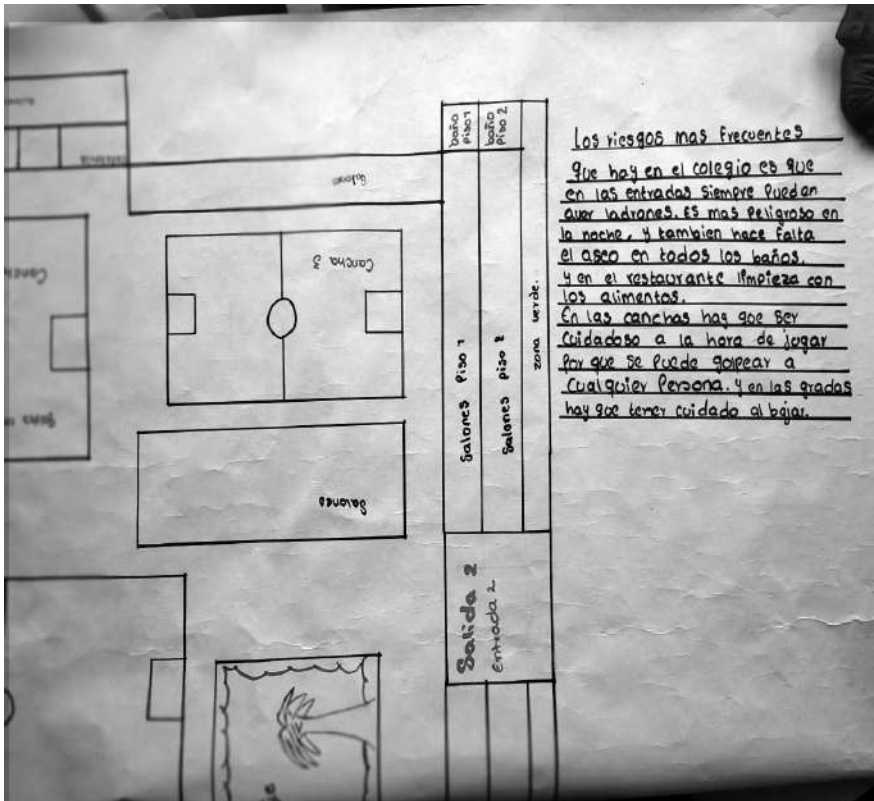 Los riesgos mas frecuentes
que hay en el colegio es que
en las entradas siempre puedan
aver ladrones. Es mas peligroso en
la noche, y tambien hace falta
el aseo en todos los baños.
y en el restaurante limpieza con
los alimentos.
En las canchas hay que ser
cuidadoso a la hora de jugar
Por que se puede golpear a
cualquier Persona. y en las gradas
hay que tener cuidado al bajar.
baño
piso 1
baño
piso 2
Salones
Cancha
3
Salones Piso 1
Salones piso 2
zona verde.
Salones
Salida 2
Entrada 2